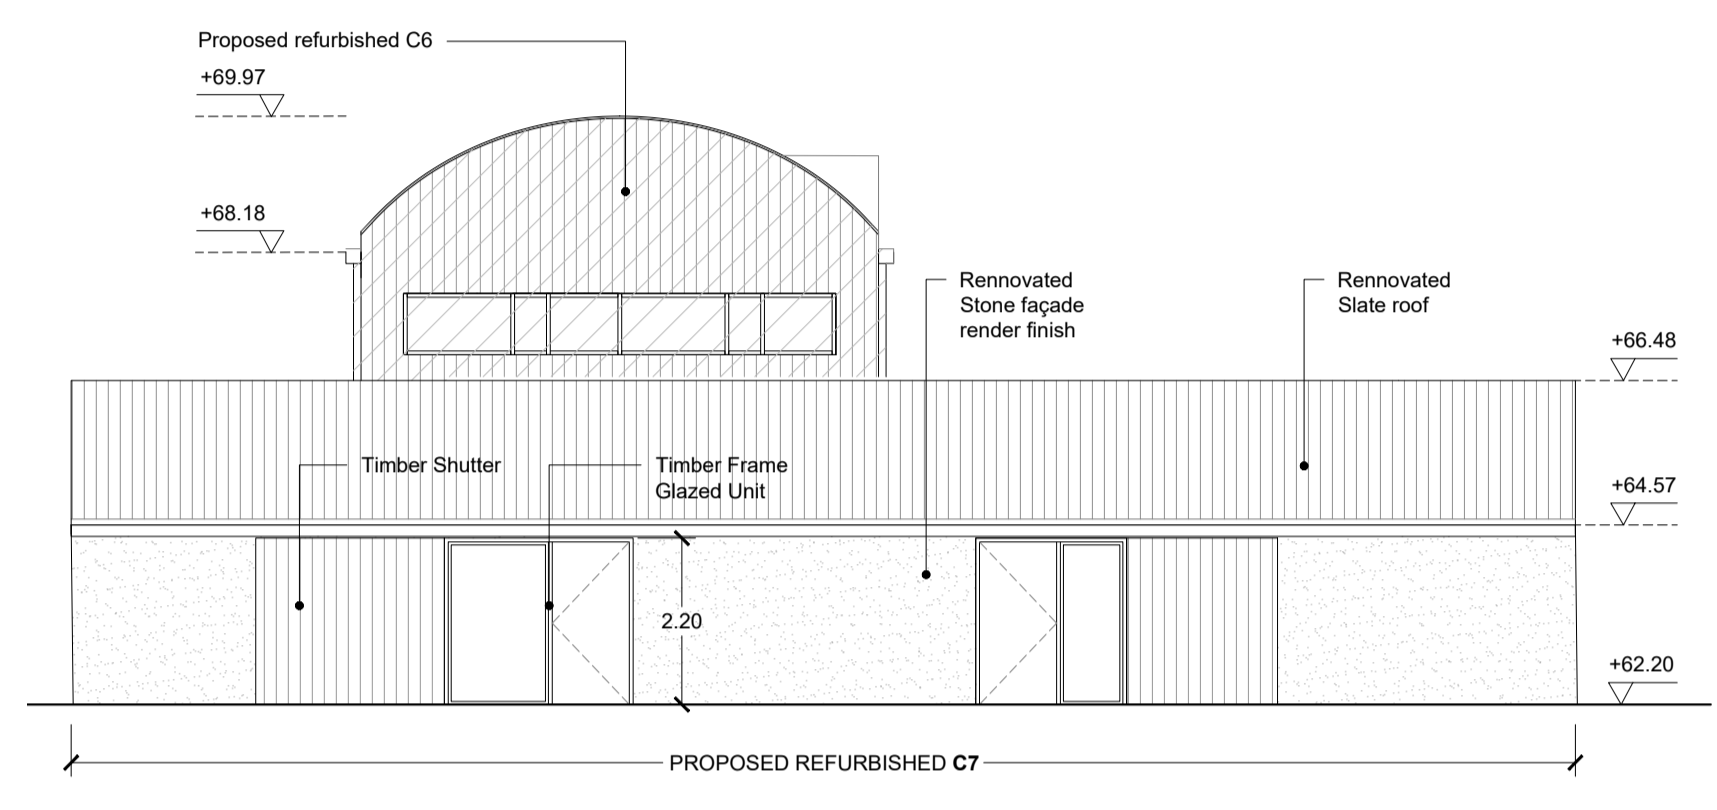 Proposed refurbished C6
+69.97
+68.18
Rennovated
Stone façade
render finish
Rennovated
Slate roof
+66.48
Timber Shutter
Timber Frame
Glazed Unit
+64.57
2.20
+62.20
PROPOSED REFURBISHED C7